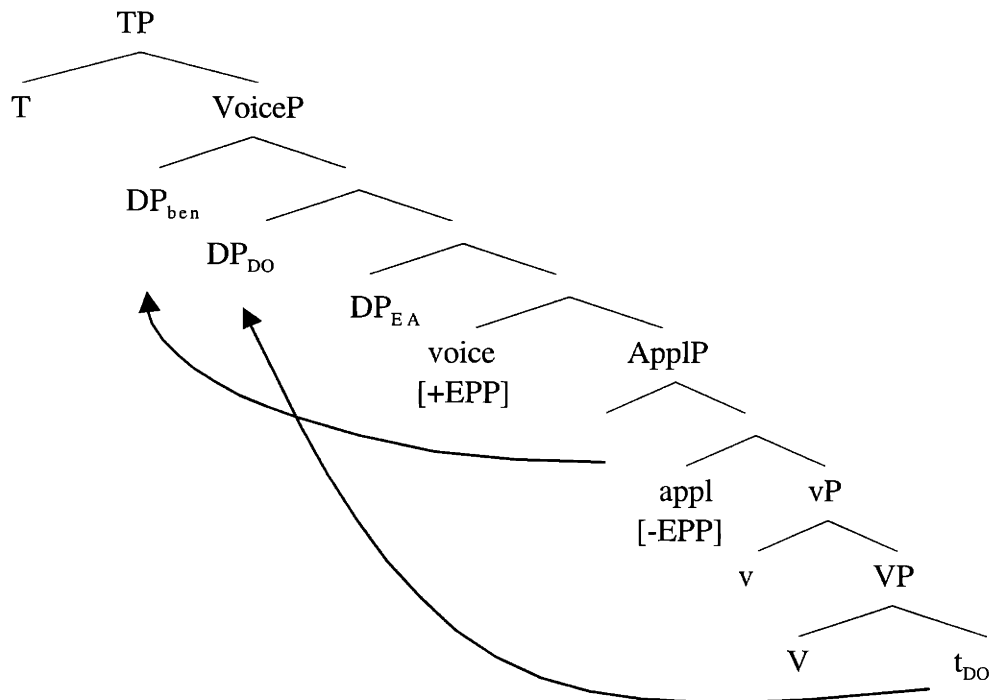 TP
T VoiceP
DP_ben
DP_DO
DP_EA
voice ApplP
[+EPP]
appl vP
[-EPP]
v VP
V t_DO